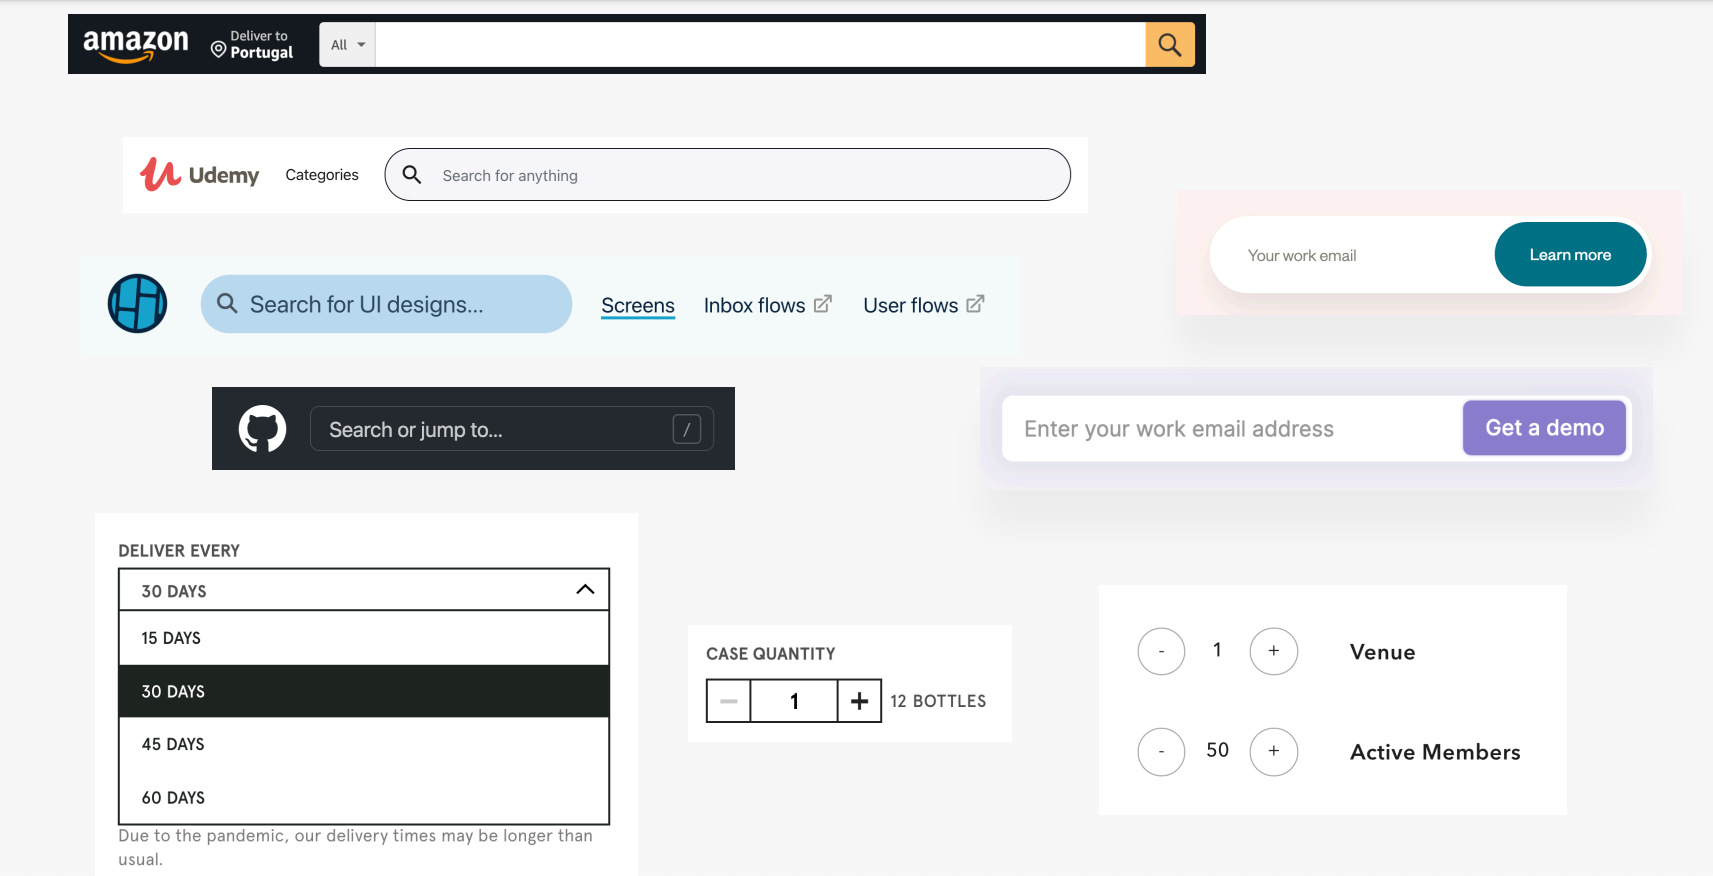 amazon
Deliver to
Portugal
All
Udemy
Categories
Search for anything
Your work email
Learn more
Search for UI designs...
Screens
Inbox flows
User flows
Search or jump to...
/
Enter your work email address
Get a demo
DELIVER EVERY
30 DAYS
15 DAYS
30 DAYS
45 DAYS
60 DAYS
Due to the pandemic, our delivery times may be longer than
usual.
CASE QUANTITY
− 1 + 12 BOTTLES
- 1 + Venue
- 50 + Active Members